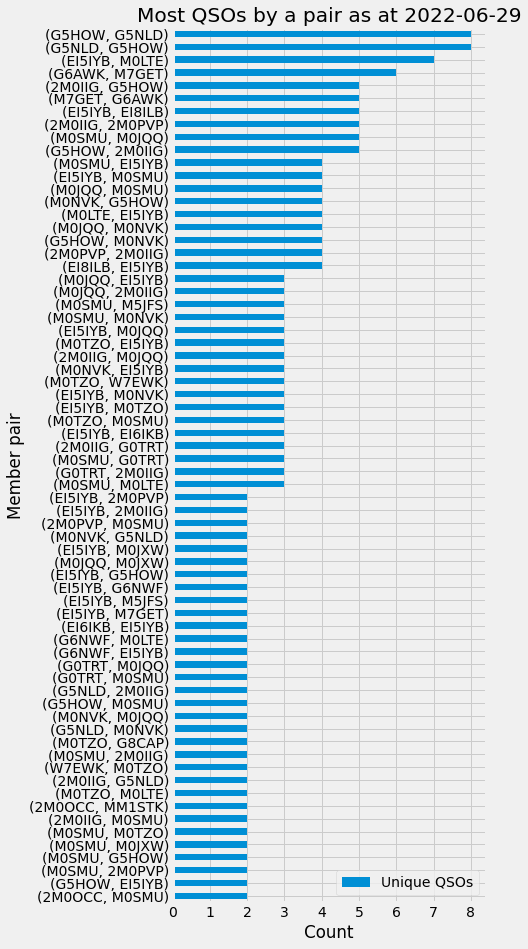 Most QSOs by a pair as at 2022-06-29
(G5HOW, G5NLD)
(G5NLD, G5HOW)
(EI5IYB, M0LTE)
(G6AWK, M7GET)
(2M0IIG, G5HOW)
(M7GET, G6AWK)
(EI5IYB, EI8ILB)
(2M0IIG, 2M0PVP)
(M0SMU, M0JQQ)
(G5HOW, 2M0IIG)
(M0SMU, EI5IYB)
(EI5IYB, M0SMU)
(M0JQQ, M0SMU)
(M0NVK, G5HOW)
(M0LTE, EI5IYB)
(M0JQQ, M0NVK)
(G5HOW, M0NVK)
(2M0PVP, 2M0IIG)
(EI8ILB, EI5IYB)
(M0JQQ, EI5IYB)
(M0JQQ, 2M0IIG)
(M0SMU, M5JFS)
(M0SMU, M0NVK)
(EI5IYB, M0JQQ)
(M0TZO, EI5IYB)
(2M0IIG, M0JQQ)
(M0NVK, EI5IYB)
(M0TZO, W7EWK)
(EI5IYB, M0NVK)
(EI5IYB, M0TZO)
(M0TZO, M0SMU)
(EI5IYB, EI6IKB)
(2M0IIG, G0TRT)
(M0SMU, G0TRT)
(G0TRT, 2M0IIG)
(M0SMU, M0LTE)
(EI5IYB, 2M0PVP)
(EI5IYB, 2M0IIG)
(2M0PVP, M0SMU)
(M0NVK, G5NLD)
(EI5IYB, M0JXW)
(M0JQQ, M0JXW)
(EI5IYB, G5HOW)
(EI5IYB, G6NWF)
(EI5IYB, M5JFS)
(EI5IYB, M7GET)
(EI6IKB, EI5IYB)
(G6NWF, M0LTE)
(G6NWF, EI5IYB)
(G0TRT, M0JQQ)
(G0TRT, M0SMU)
(G5NLD, 2M0IIG)
(G5HOW, M0SMU)
(M0NVK, M0JQQ)
(G5NLD, M0NVK)
(M0TZO, G8CAP)
(M0SMU, 2M0IIG)
(W7EWK, M0TZO)
(2M0IIG, G5NLD)
(M0TZO, M0LTE)
(2M0OCC, MM1STK)
(2M0IIG, M0SMU)
(M0SMU, M0TZO)
(M0SMU, M0JXW)
(M0SMU, G5HOW)
(M0SMU, 2M0PVP)
(G5HOW, EI5IYB)
(2M0OCC, M0SMU)
Member pair
Unique QSOs
0 1 2 3 4 5 6 7 8
Count